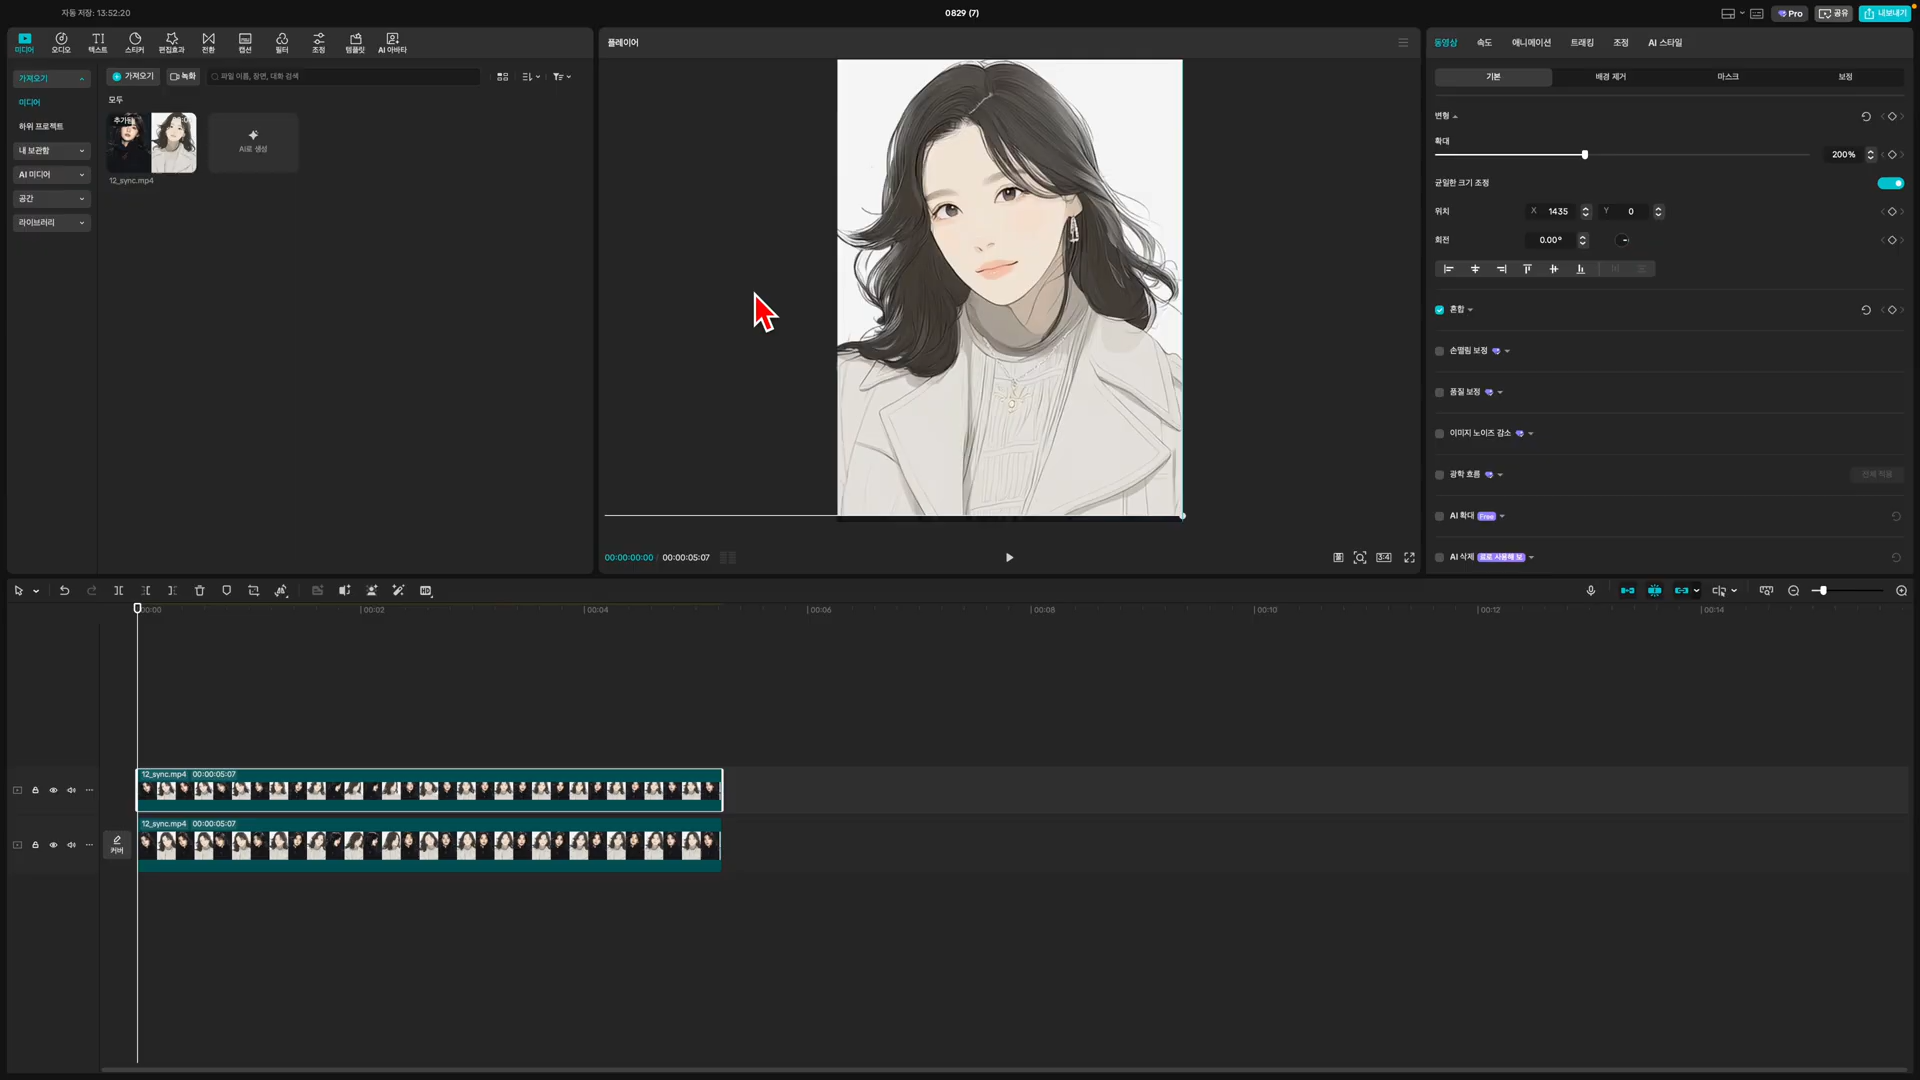 자동 저장: 13:52:20
0829 (7)
Pro
공유
내보내기
미디어
오디오
텍스트
스티커
편집효과
전환
캡션
필터
조정
템플릿
AI 아바타
가져오기
미디어
하위 프로젝트
내 보관함
AI 미디어
공간
라이브러리
가져오기
녹화
파일 이름, 장면, 대화 검색
모두
추가됨
12_sync.mp4
AI로 생성
플레이어
00:00:00:00
00:00:05:07
3:4
동영상
속도
애니메이션
트래킹
조정
AI 스타일
기본
배경 제거
마스크
보정
변형
확대
200%
균일한 크기 조정
위치
X 1435
Y 0
회전
0.00°
혼합
손떨림 보정
품질 보정
이미지 노이즈 감소
광학 흐름
전체 적용
AI 확대 Free
AI 삭제
00:00
00:02
00:04
00:06
00:08
00:10
00:12
00:14
12_sync.mp4 00:00:05:07
12_sync.mp4 00:00:05:07
커버